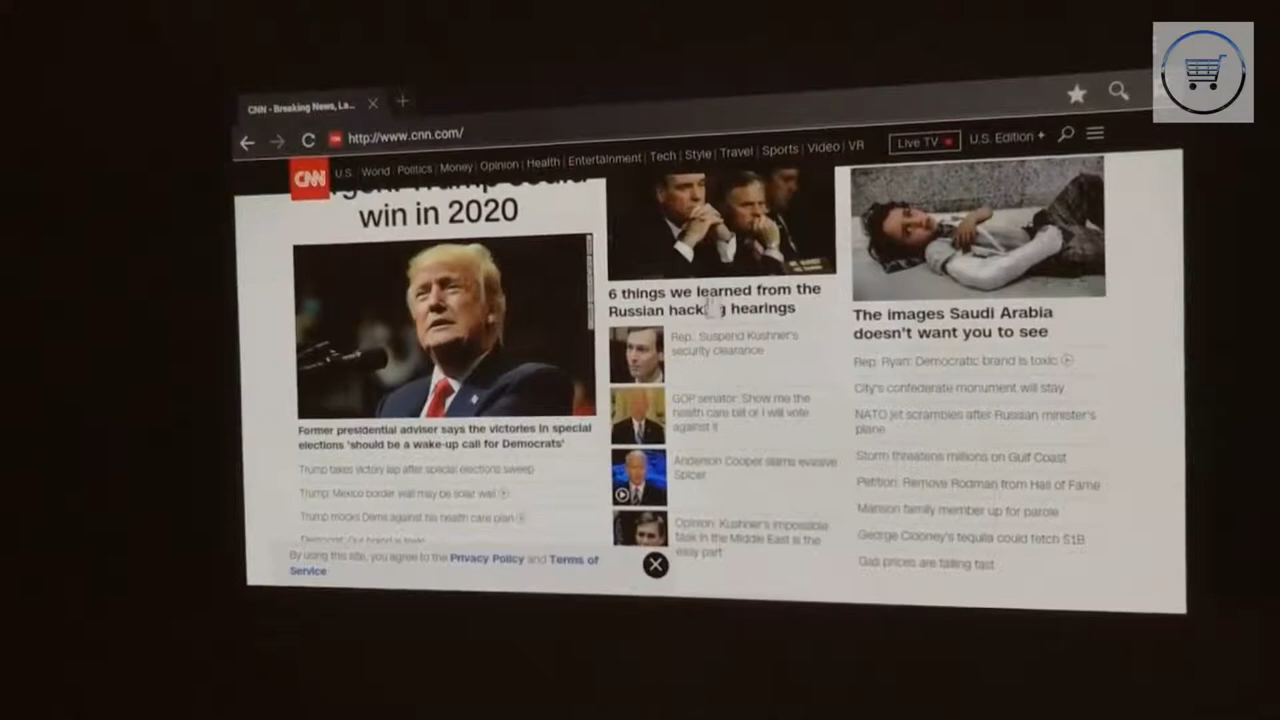 CNN - Breaking News, La...
http://www.cnn.com/
CNN
U.S. World Politics Money Opinion Health Entertainment Tech Style Travel Sports Video VR
Live TV
U.S. Edition +
win in 2020
Former presidential adviser says the victories in special
elections 'should be a wake-up call for Democrats'
Trump takes victory lap after special elections sweep
Trump: Mexico border wall may be solar wall
Trump mocks Dems against his health care plan
By using this site, you agree to the Privacy Policy and Terms of
Service
6 things we learned from the
Russian hearings
Rep.: Suspend Kushner's
security clearance
GOP senator: Show me the
health care bill or I will vote
against it
Anderson Cooper slams evasive
Spicer
Opinion: Kushner's impossible
task in the Middle East is the
easy part
The images Saudi Arabia
doesn't want you to see
Rep. Ryan: Democratic brand is toxic
City's confederate monument will stay
NATO jet scrambles after Russian minister's
plane
Storm threatens millions on Gulf Coast
Petition: Remove Rodman from Hall of Fame
Manson family member up for parole
George Clooney's tequila could fetch $1B
Gas prices are falling fast